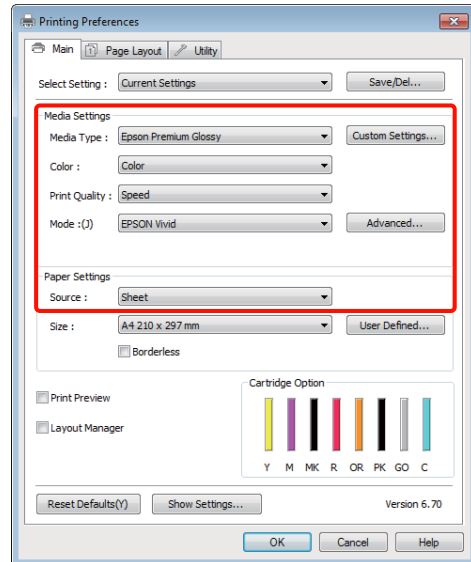 Printing Preferences
Main Page Layout Utility
Select Setting : Current Settings Save/Del...
Media Settings
Media Type : Epson Premium Glossy Custom Settings...
Color : Color
Print Quality : Speed
Mode :(J) EPSON Vivid Advanced...
Paper Settings
Source : Sheet
Size : A4 210 x 297 mm User Defined...
Borderless
Cartridge Option
Print Preview
Layout Manager
Y M MK R OR PK GO C
Reset Defaults(Y) Show Settings... Version 6.70
OK Cancel Help